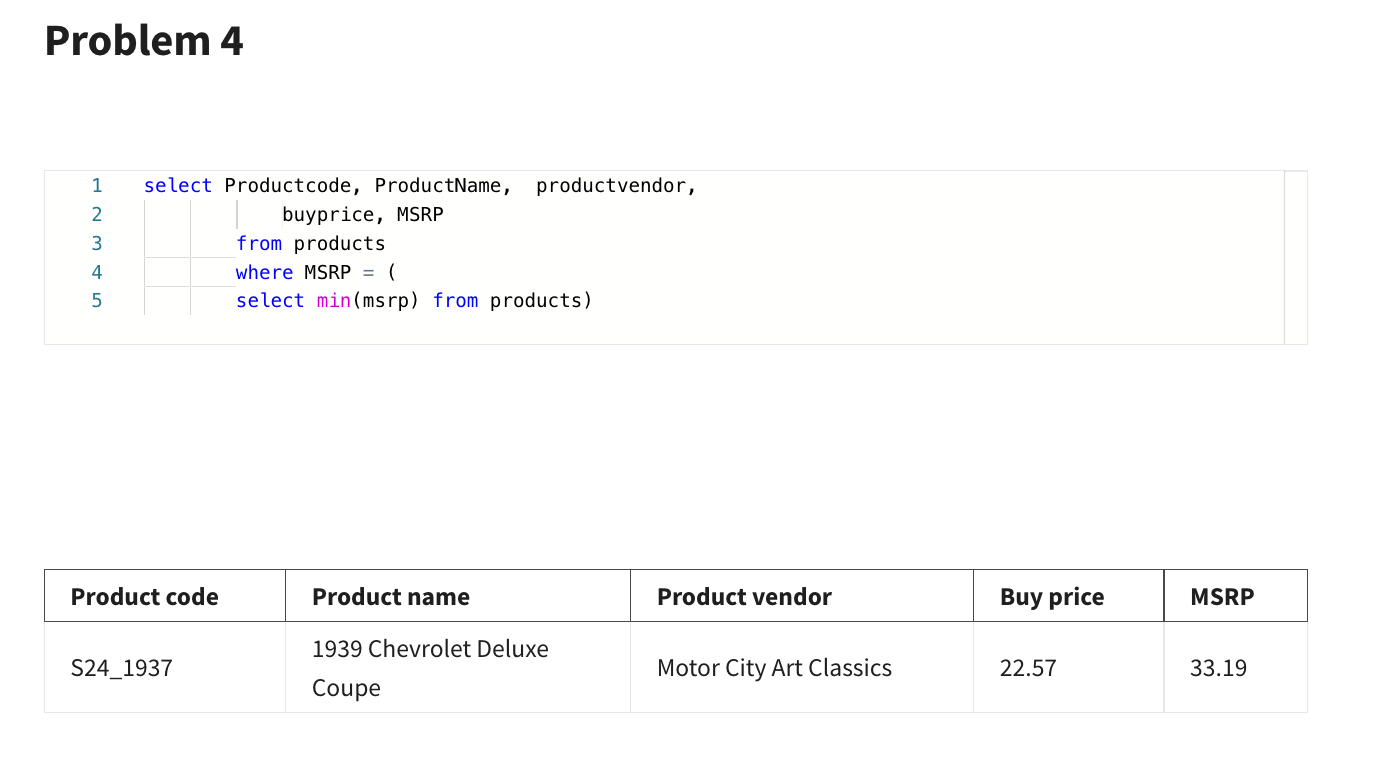 Problem 4
1 select Productcode, ProductName,  productvendor,
2             buyprice, MSRP
3         from products
4         where MSRP = (
5         select min(msrp) from products)
Product code Product name Product vendor Buy price MSRP
S24_1937 1939 Chevrolet Deluxe Motor City Art Classics 22.57 33.19
Coupe